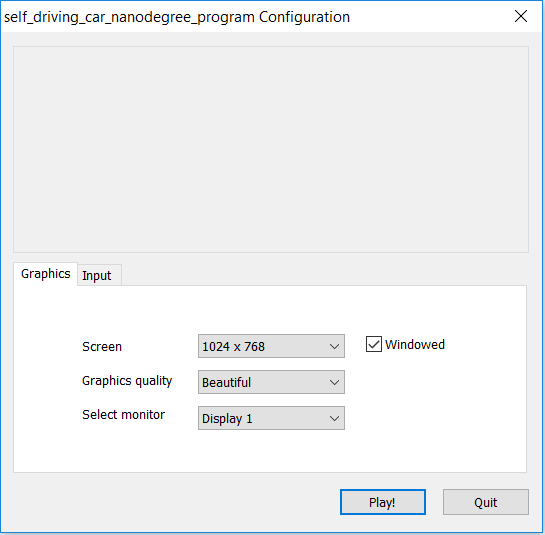 self_driving_car_nanodegree_program Configuration
Graphics
Input
Screen
1024 x 768
Windowed
Graphics quality
Beautiful
Select monitor
Display 1
Play!
Quit